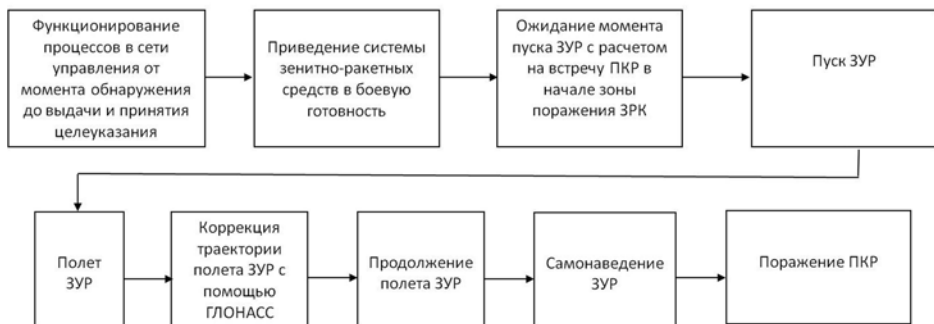 Функционирование
процессов в сети
управления от
момента обнаружения
до выдачи и принятия
целеуказания
Приведение системы
зенитно-ракетных
средств в боевую
готовность
Ожидание момента
пуска ЗУР с расчетом
на встречу ПКР в
начале зоны
поражения ЗРК
Пуск ЗУР
Полет
ЗУР
Коррекция
траектории
полета ЗУР с
помощью
ГЛОНАСС
Продолжение
полета ЗУР
Самонаведение
ЗУР
Поражение ПКР